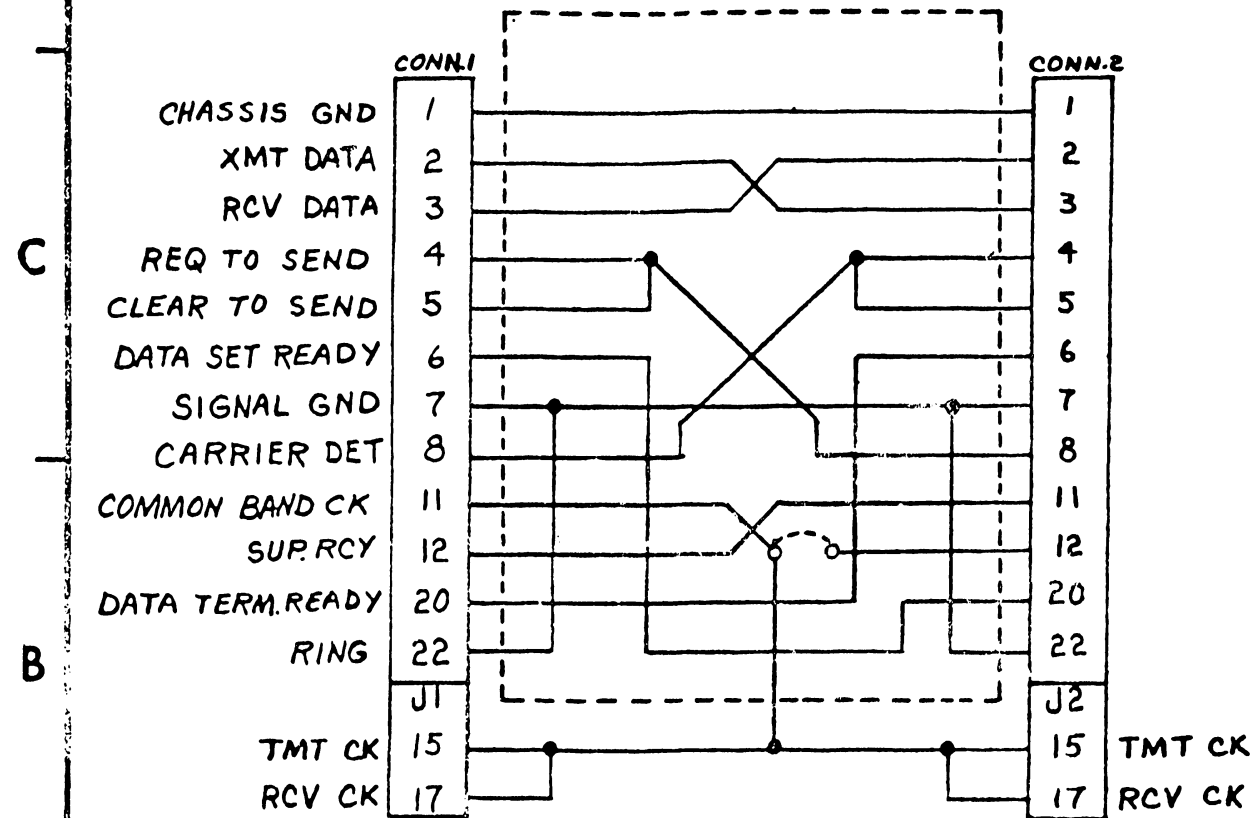 CONN.1 CONN.2
CHASSIS GND 1 1
XMT DATA 2 2
RCV DATA 3 3
C
REQ TO SEND 4 4
CLEAR TO SEND 5 5
DATA SET READY 6 6
SIGNAL GND 7 7
CARRIER DET 8 8
COMMON BAND CK 11 11
SUP.RCY 12 12
DATA TERM.READY 20 20
RING 22 22
B
J1 J2
TMT CK 15 15 TMT CK
RCV CK 17 17 RCV CK